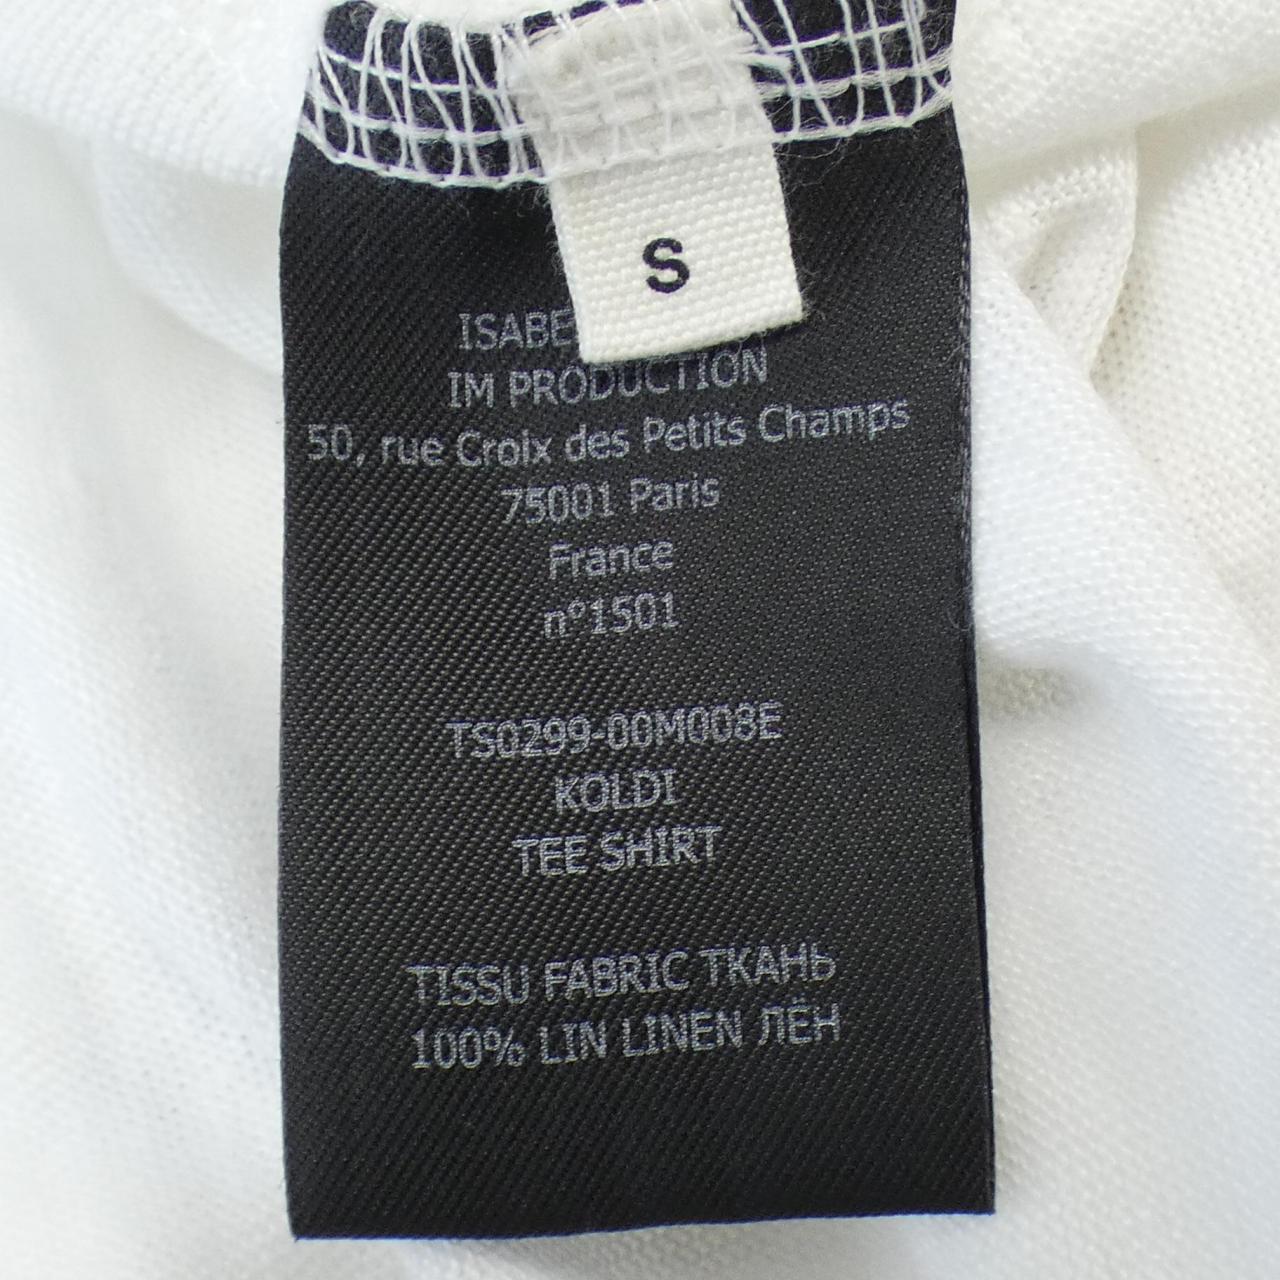 S
ISABE
IM PRODUCTION
50, rue Croix des Petits Champs
75001 Paris
France
n°1501
TS0299-00M008E
KOLDI
TEE SHIRT
TISSU FABRIC ТКАНЬ
100% LIN LINEN ЛЁН